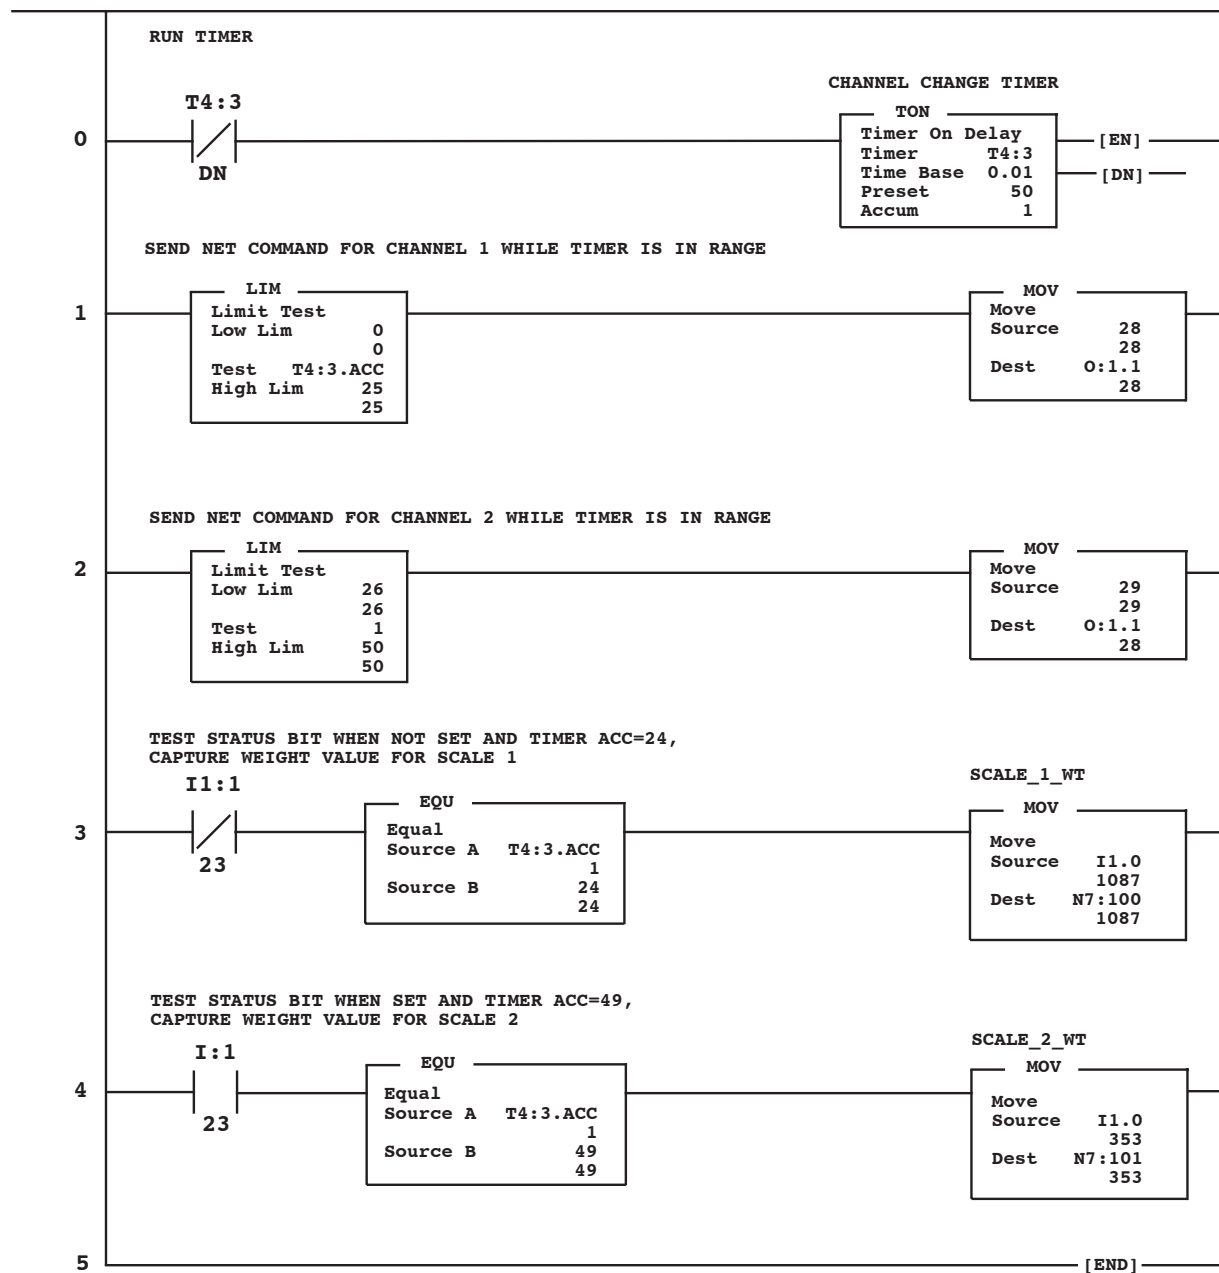 RUN TIMER
CHANNEL CHANGE TIMER
T4:3
0
DN
TON
Timer On Delay
Timer T4:3
Time Base 0.01
Preset 50
Accum 1
[EN]
[DN]
SEND NET COMMAND FOR CHANNEL 1 WHILE TIMER IS IN RANGE
1
LIM
Limit Test
Low Lim 0
0
Test T4:3.ACC
High Lim 25
25
MOV
Move
Source 28
28
Dest O:1.1
28
SEND NET COMMAND FOR CHANNEL 2 WHILE TIMER IS IN RANGE
2
LIM
Limit Test
Low Lim 26
26
Test 1
High Lim 50
50
MOV
Move
Source 29
29
Dest O:1.1
28
TEST STATUS BIT WHEN NOT SET AND TIMER ACC=24,
CAPTURE WEIGHT VALUE FOR SCALE 1
I1:1
3
23
EQU
Equal
Source A T4:3.ACC
1
Source B 24
24
SCALE_1_WT
MOV
Move
Source I1.0
1087
Dest N7:100
1087
TEST STATUS BIT WHEN SET AND TIMER ACC=49,
CAPTURE WEIGHT VALUE FOR SCALE 2
I:1
4
23
EQU
Equal
Source A T4:3.ACC
1
Source B 49
49
SCALE_2_WT
MOV
Move
Source I1.0
353
Dest N7:101
353
5
[END]